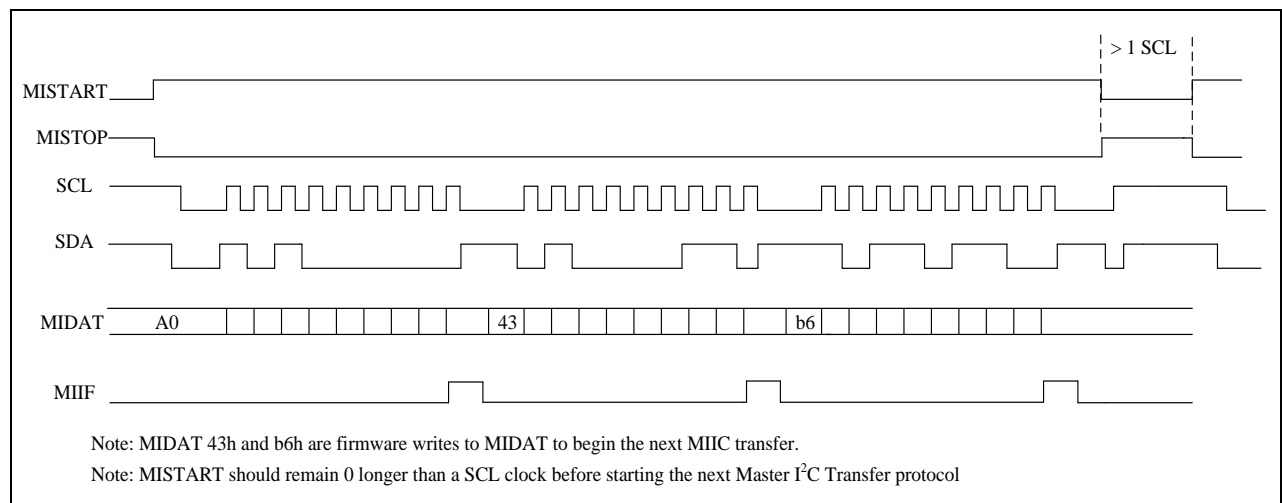 > 1 SCL
MISTART
MISTOP
SCL
SDA
MIDAT A0 43 b6
MIIF
Note: MIDAT 43h and b6h are firmware writes to MIDAT to begin the next MIIC transfer.
Note: MISTART should remain 0 longer than a SCL clock before starting the next Master I²C Transfer protocol